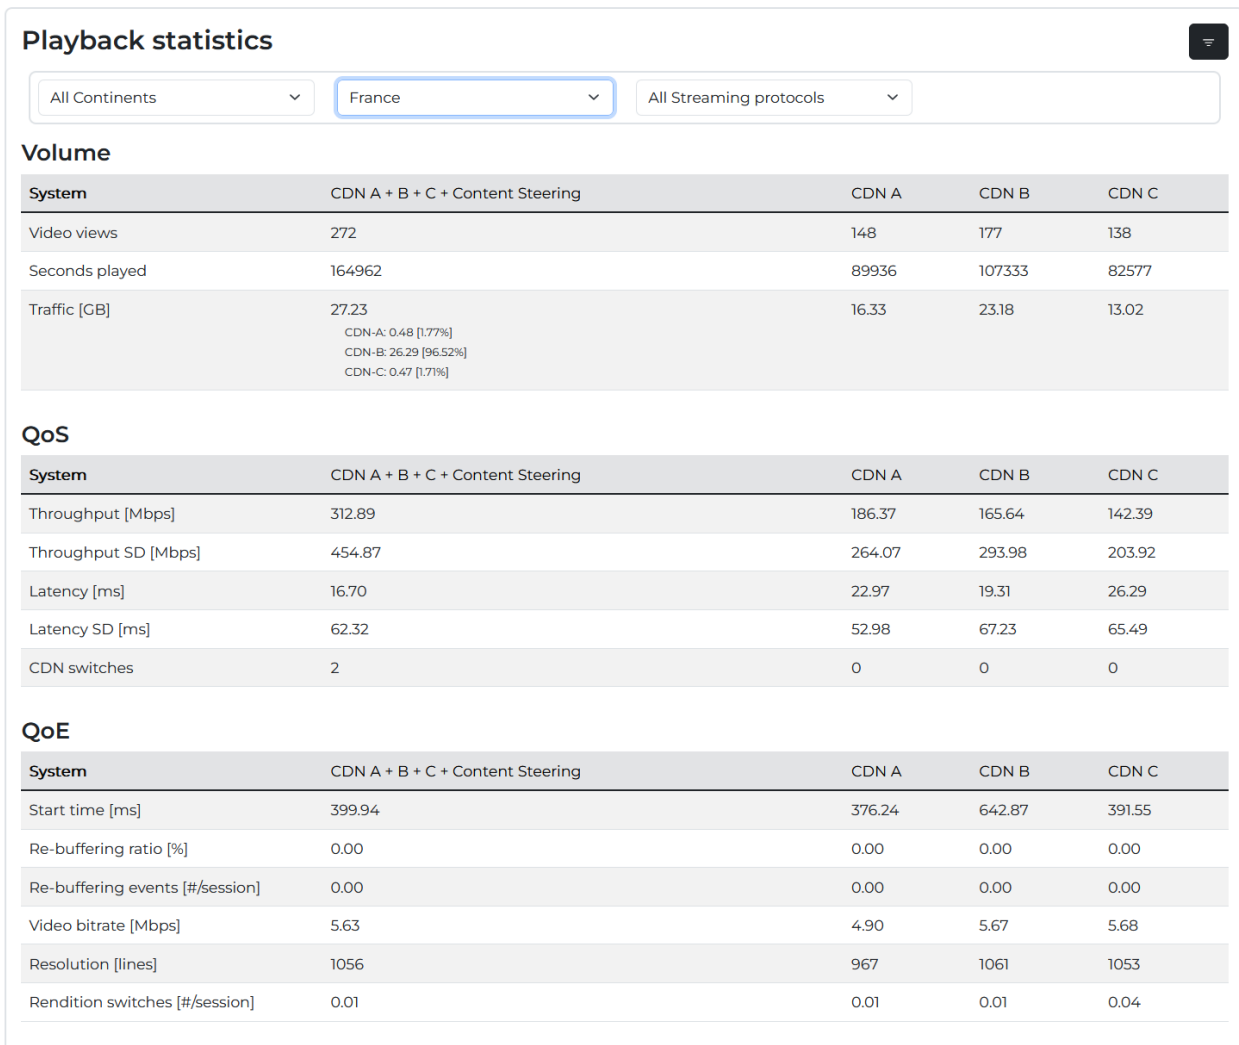 Playback statistics
All Continents France All Streaming protocols
Volume
System CDN A + B + C + Content Steering CDN A CDN B CDN C
Video views 272 148 177 138
Seconds played 164962 89936 107333 82577
Traffic [GB] 27.23 16.33 23.18 13.02
CDN-A: 0.48 [1.77%]
CDN-B: 26.29 [96.52%]
CDN-C: 0.47 [1.71%]
QoS
System CDN A + B + C + Content Steering CDN A CDN B CDN C
Throughput [Mbps] 312.89 186.37 165.64 142.39
Throughput SD [Mbps] 454.87 264.07 293.98 203.92
Latency [ms] 16.70 22.97 19.31 26.29
Latency SD [ms] 62.32 52.98 67.23 65.49
CDN switches 2 0 0 0
QoE
System CDN A + B + C + Content Steering CDN A CDN B CDN C
Start time [ms] 399.94 376.24 642.87 391.55
Re-buffering ratio [%] 0.00 0.00 0.00 0.00
Re-buffering events [#/session] 0.00 0.00 0.00 0.00
Video bitrate [Mbps] 5.63 4.90 5.67 5.68
Resolution [lines] 1056 967 1061 1053
Rendition switches [#/session] 0.01 0.01 0.01 0.04